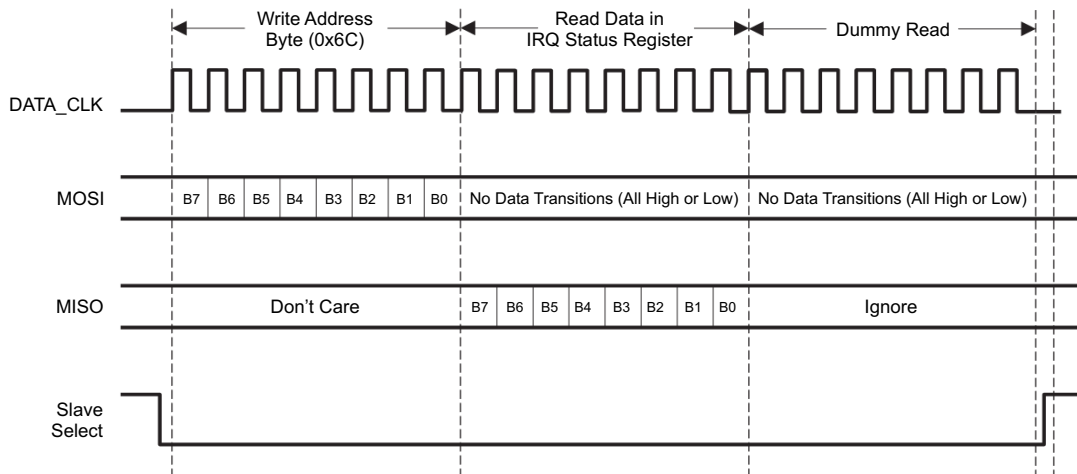 Write Address
Byte (0x6C)
Read Data in
IRQ Status Register
Dummy Read
DATA_CLK
MOSI
B7 B6 B5 B4 B3 B2 B1 B0
No Data Transitions (All High or Low)
No Data Transitions (All High or Low)
MISO
Don't Care
B7 B6 B5 B4 B3 B2 B1 B0
Ignore
Slave
Select